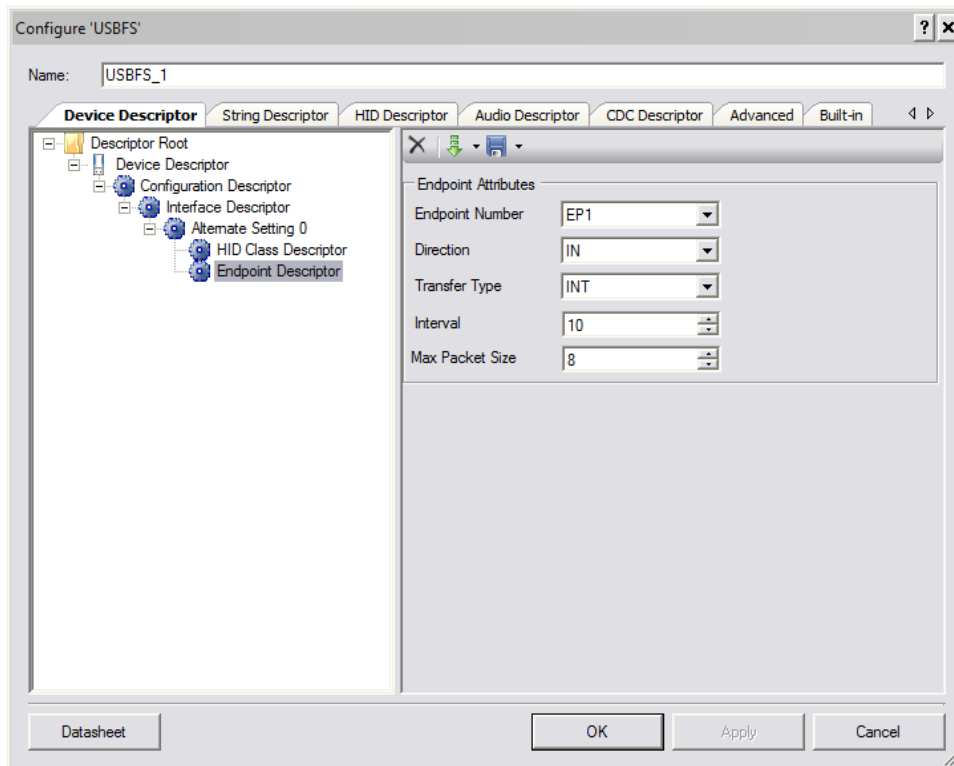 Configure 'USBFS'
?
Name: USBFS_1
Device Descriptor String Descriptor HID Descriptor Audio Descriptor CDC Descriptor Advanced Built-in
Descriptor Root
Device Descriptor
Configuration Descriptor
Interface Descriptor
Alternate Setting 0
HID Class Descriptor
Endpoint Descriptor
Endpoint Attributes
Endpoint Number EP1
Direction IN
Transfer Type INT
Interval 10
Max Packet Size 8
Datasheet OK Apply Cancel